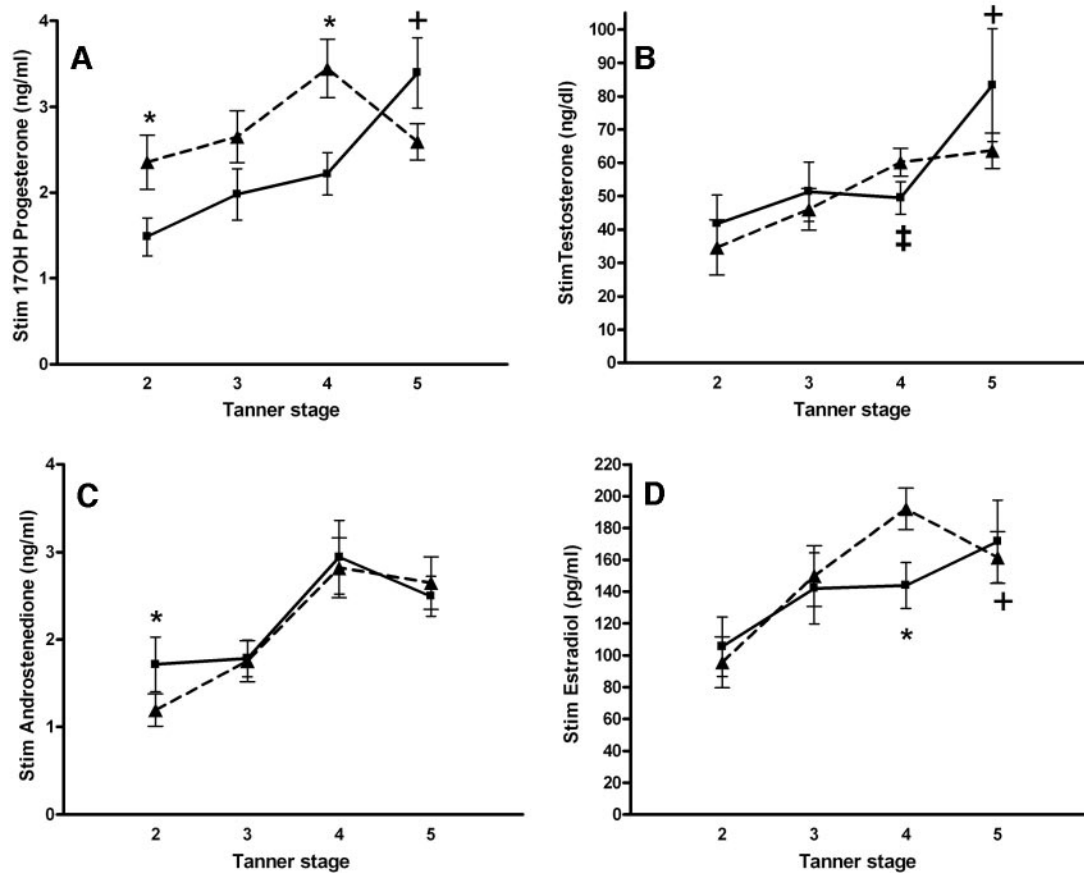 A
Stim 17OH Progesterone (ng/ml)
4
3
2
1
0
*
*
+
2 3 4 5
Tanner stage
B
StimTestosterone (ng/dl)
100
90
80
70
60
50
40
30
20
10
0
+
‡
2 3 4 5
Tanner stage
C
Stim Androstenedione (ng/ml)
4
3
2
1
0
*
2 3 4 5
Tanner stage
D
Stim Estradiol (pg/ml)
220
200
180
160
140
120
100
80
60
40
20
0
*
+
2 3 4 5
Tanner stage